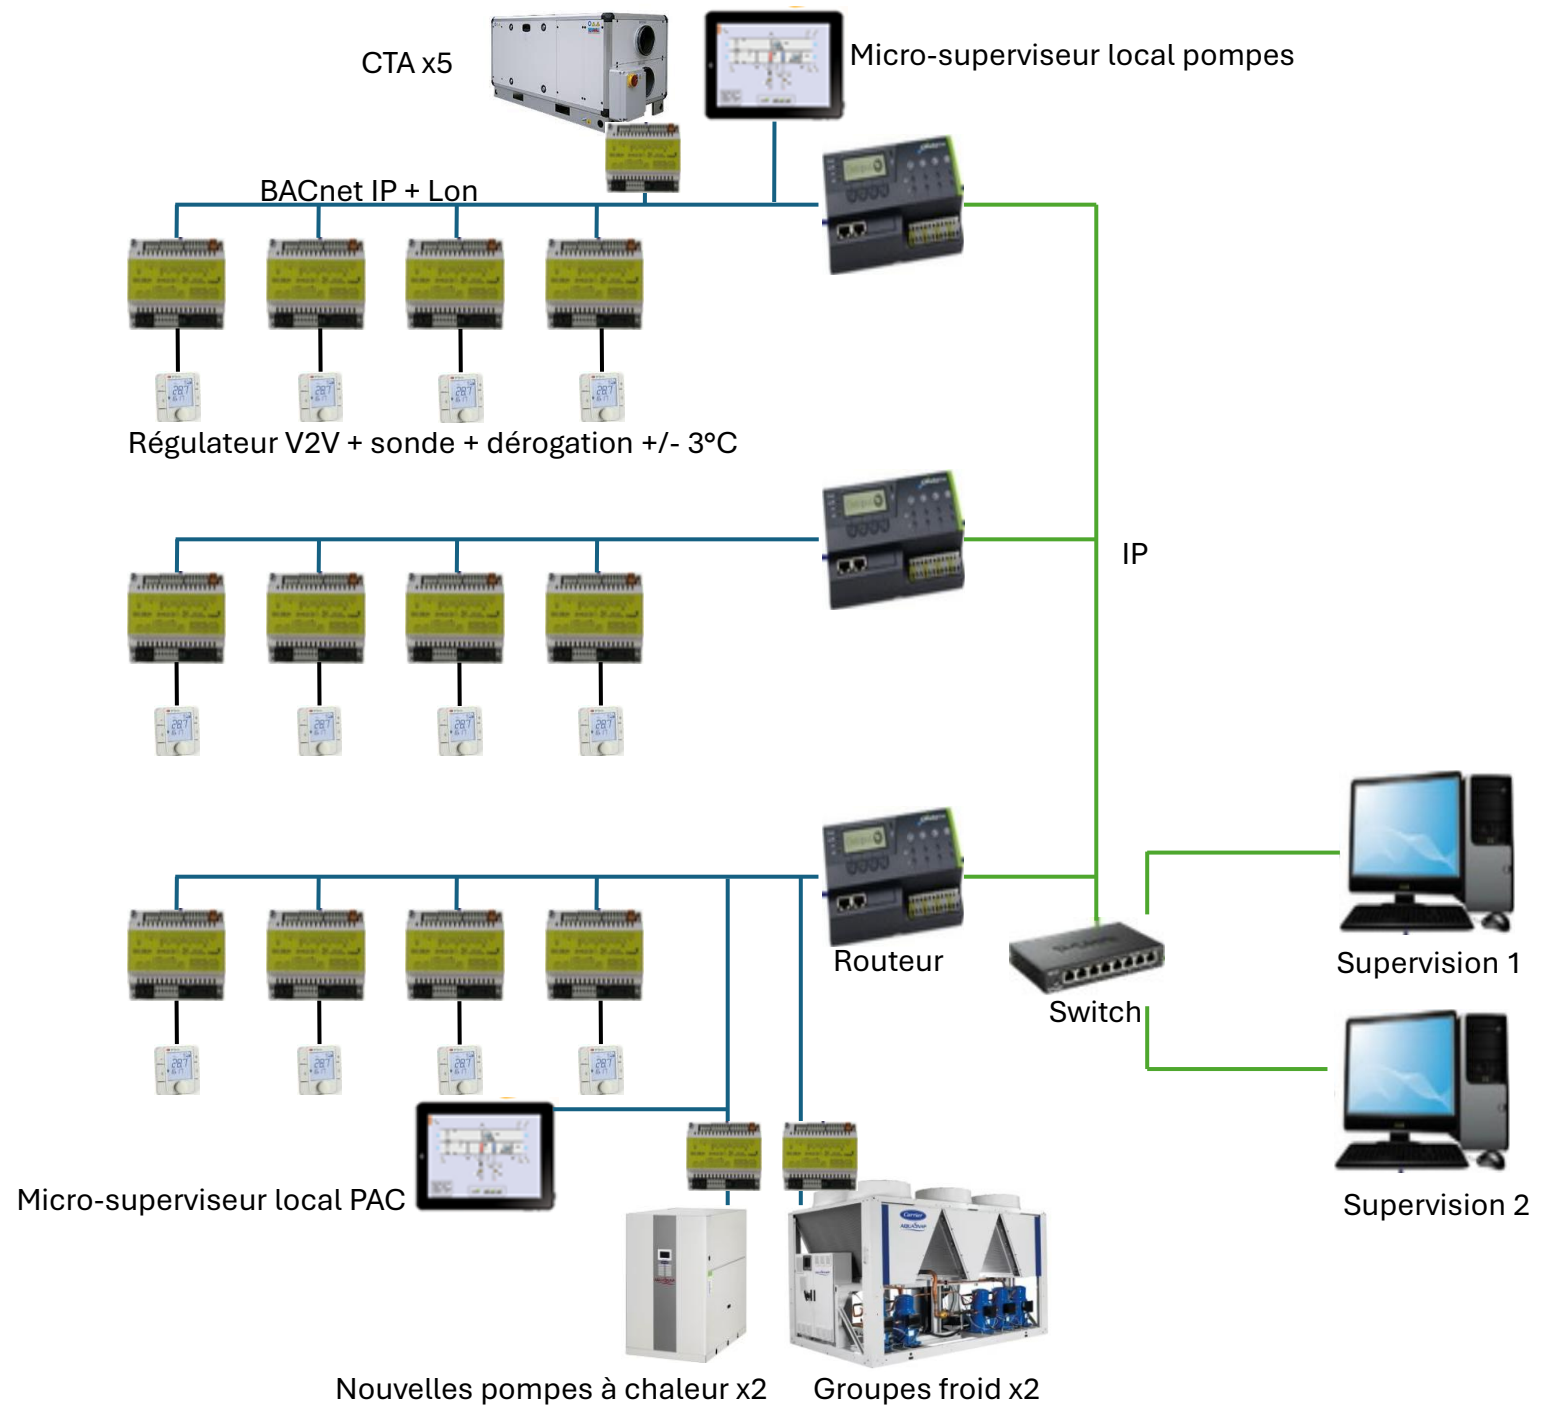 CTA x5
Micro-superviseur local pompes
BACnet IP + Lon
Régulateur V2V + sonde + dérogation +/- 3°C
IP
Routeur
Switch
Supervision 1
Supervision 2
Micro-superviseur local PAC
Carrier
Nouvelles pompes à chaleur x2
Groupes froid x2